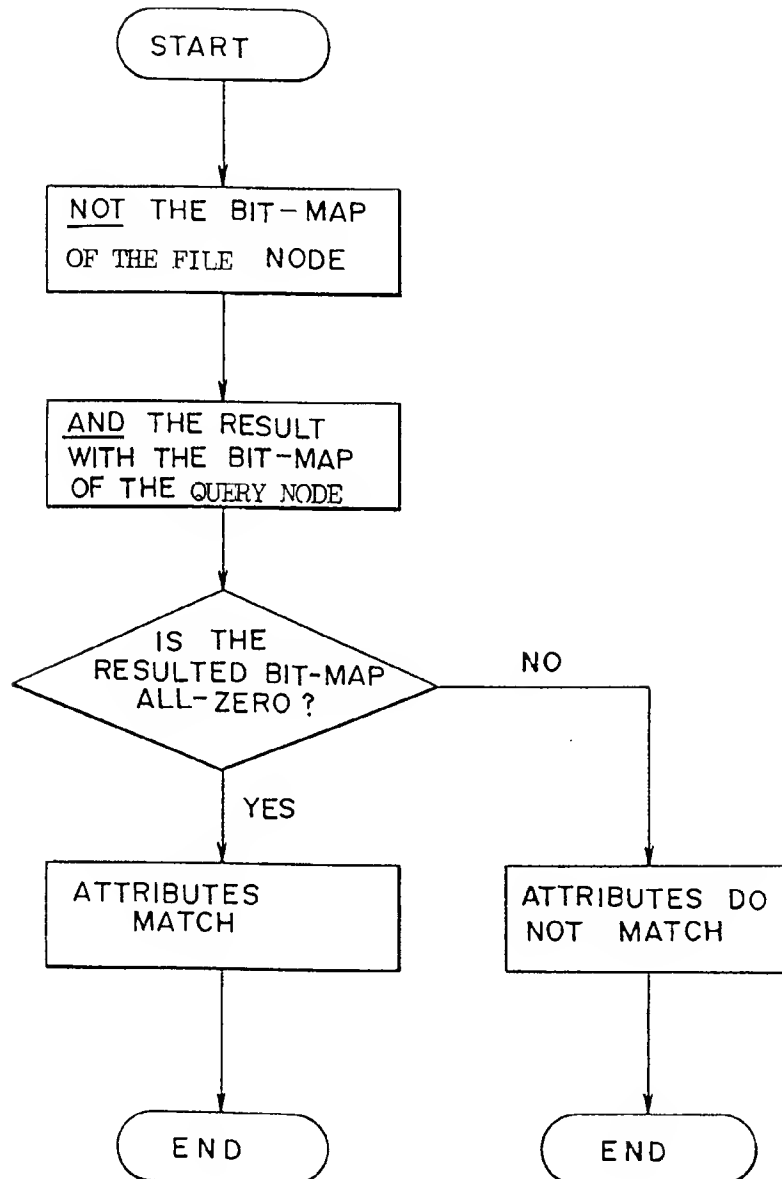 START
NOT THE BIT-MAP
OF THE FILE NODE
AND THE RESULT
WITH THE BIT-MAP
OF THE QUERY NODE
IS THE
RESULTED BIT-MAP
ALL-ZERO?
NO
YES
ATTRIBUTES
MATCH
ATTRIBUTES DO
NOT MATCH
END
END